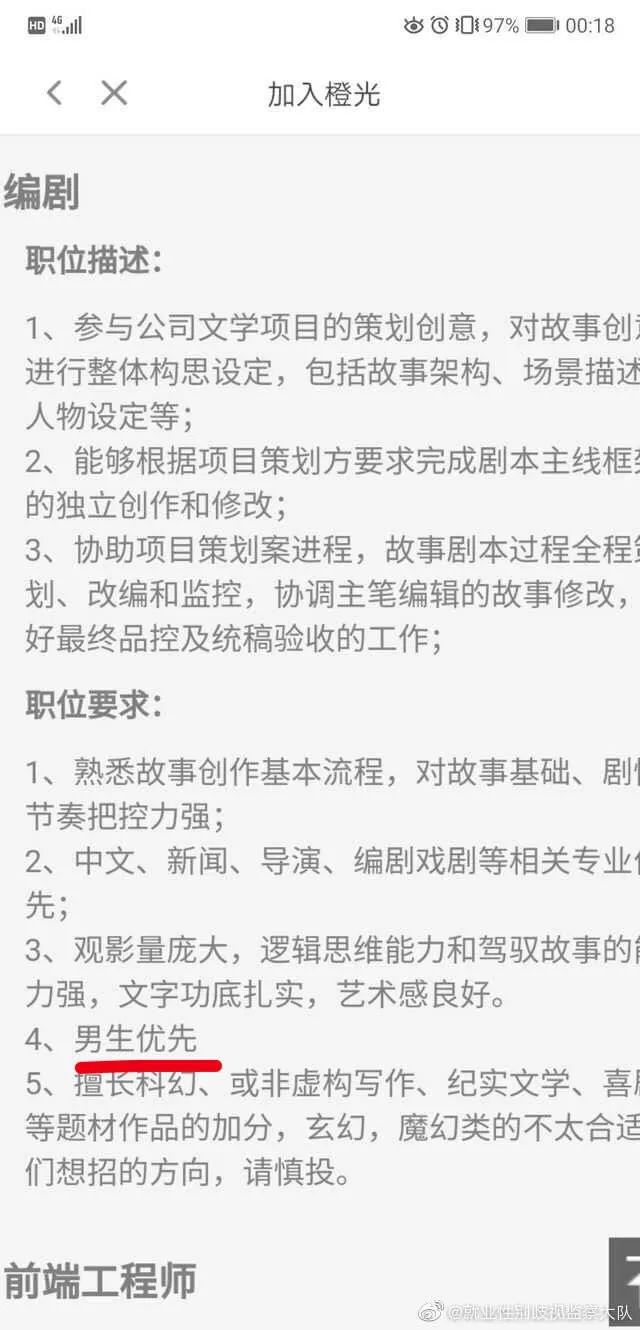 HD 4G 97% 00:18
加入橙光
编剧
职位描述：
1、参与公司文学项目的策划创意，对故事创意
进行整体构思设定，包括故事架构、场景描述
人物设定等；
2、能够根据项目策划方要求完成剧本主线框架
的独立创作和修改；
3、协助项目策划案进程，故事剧本过程全程策
划、改编和监控，协调主笔编辑的故事修改，
好最终品控及统稿验收的工作；
职位要求：
1、熟悉故事创作基本流程，对故事基础、剧情
节奏把控力强；
2、中文、新闻、导演、编剧戏剧等相关专业优
先；
3、观影量庞大，逻辑思维能力和驾驭故事的能
力强，文字功底扎实，艺术感良好。
4、男生优先
5、擅长科幻、或非虚构写作、纪实文学、喜剧
等题材作品的加分，玄幻，魔幻类的不太合适
们想招的方向，请慎投。
前端工程师
@就业性别歧视监察大队